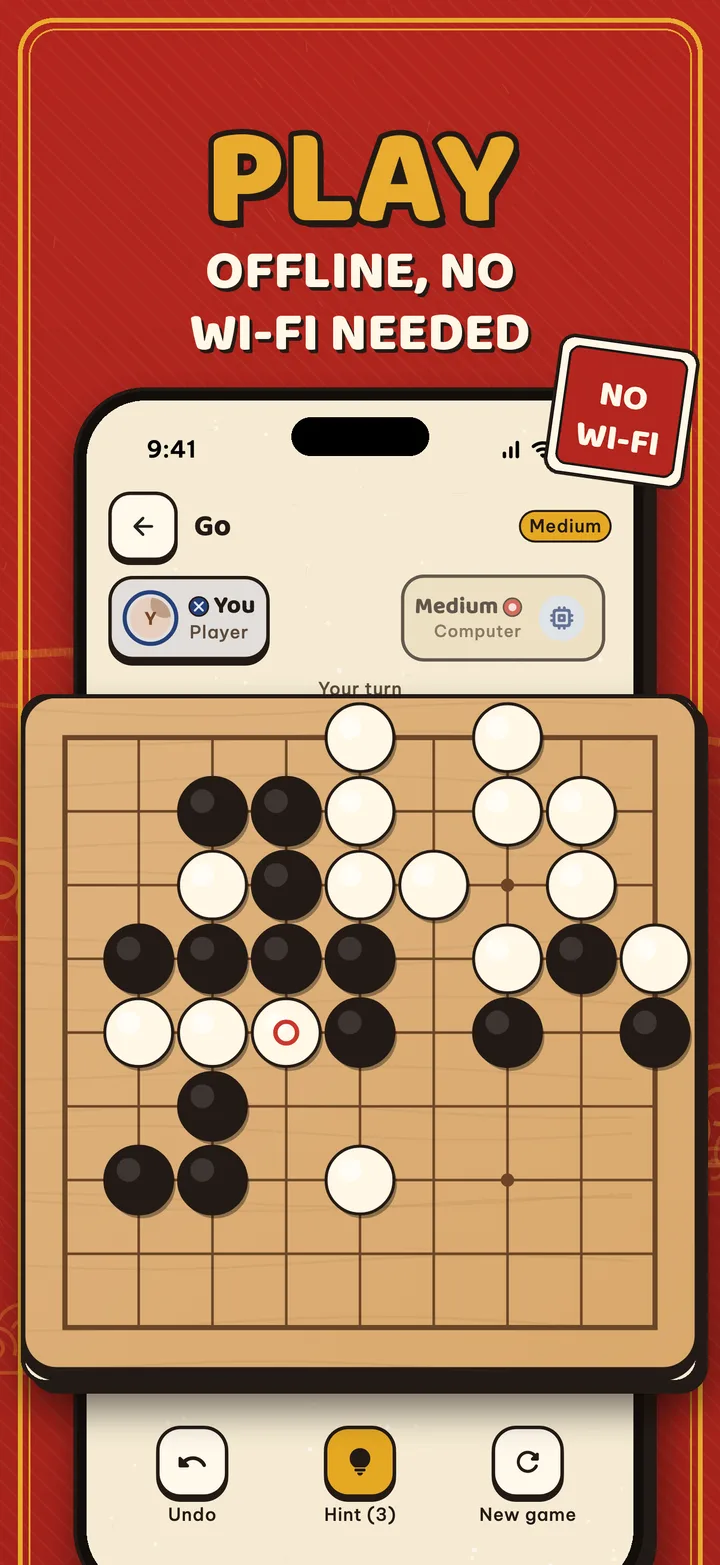 PLAY
OFFLINE, NO
WI-FI NEEDED
NO
WI-FI
9:41
Go
Medium
Y
You
Player
Medium
Computer
Your turn
Undo
Hint (3)
New game